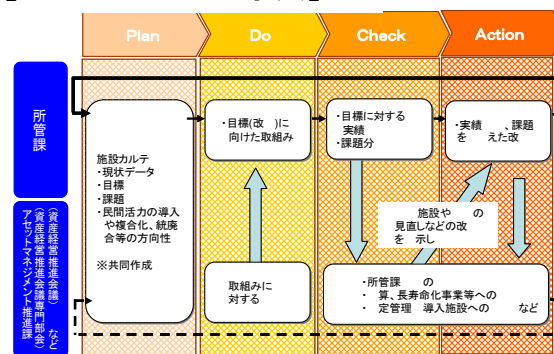 Plan
Do
Check
Action
所管課
アセットマネジメント推進課
(資産経営推進会議専門部会)
(資産経営推進会議) など
施設カルテ
・現状データ
・目標
・課題
・民間活力の導入
や複合化、統廃
合等の方向性
※共同作成
・目標(改 )に
向けた取組み
・目標に対する
実績
・課題分
・実績 、課題
を えた改
施設や の
見直しなどの改
を 示し
取組みに
対する
・所管課 の
・ 算、長寿命化事業等への
・ 定管理 導入施設への など